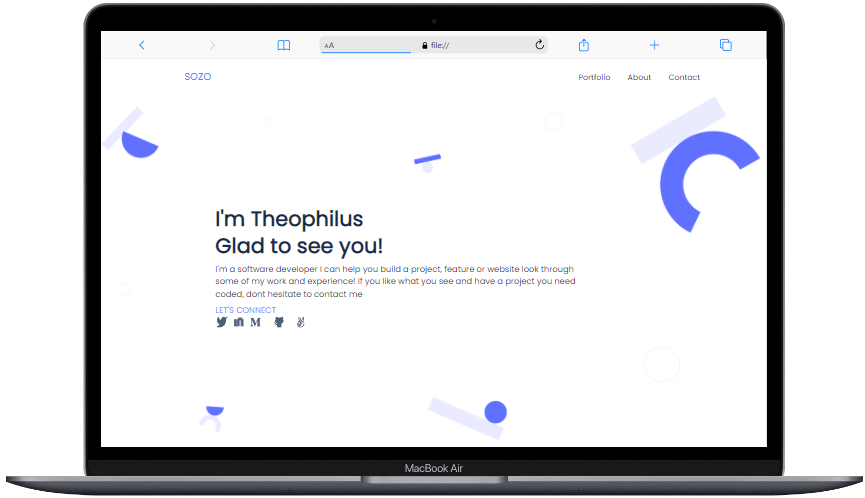 AA
file://
SOZO
Portfolio
About
Contact
I'm Theophilus
Glad to see you!
I'm a software developer I can help you build a project, feature or website look through
some of my work and experience! If you like what you see and have a project you need
coded, dont hesitate to contact me
LET'S CONNECT
MacBook Air